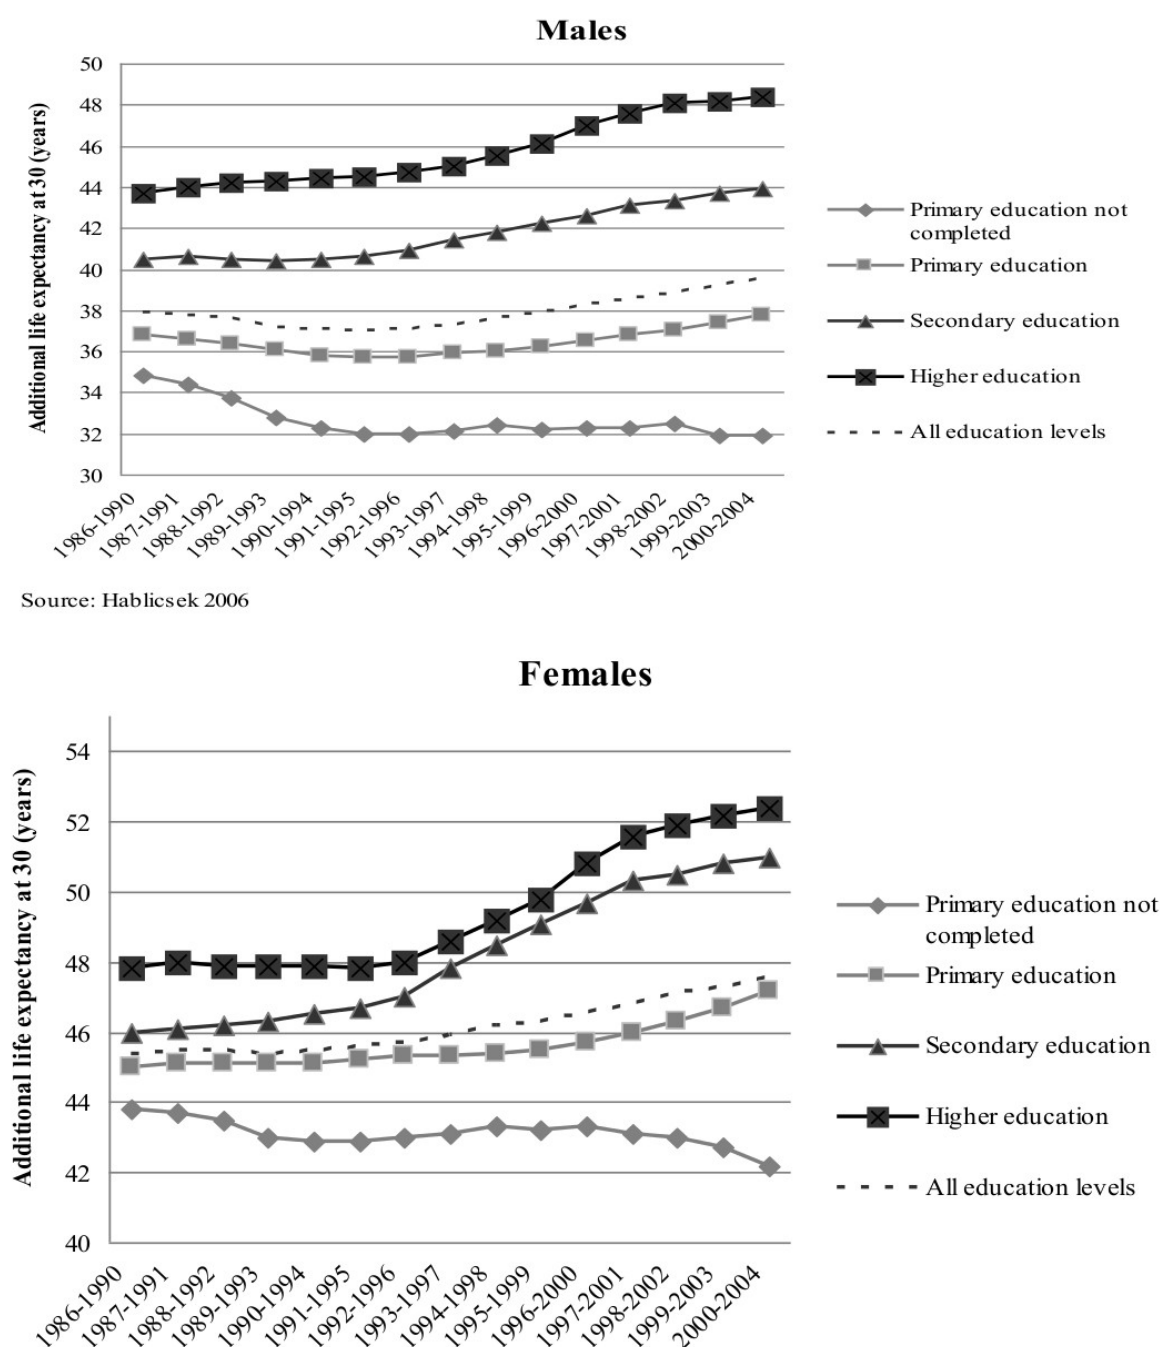 Males
Additional life expectancy at 30 (years)
50
48
46
44
42
40
38
36
34
32
30
1986-1990
1987-1991
1988-1992
1989-1993
1990-1994
1991-1995
1992-1996
1993-1997
1994-1998
1995-1999
1996-2000
1997-2001
1998-2002
1999-2003
2000-2004
Primary education not
completed
Primary education
Secondary education
Higher education
All education levels
Source: Hablicsek 2006
Females
Additional life expectancy at 30 (years)
54
52
50
48
46
44
42
40
1986-1990
1987-1991
1988-1992
1989-1993
1990-1994
1991-1995
1992-1996
1993-1997
1994-1998
1995-1999
1996-2000
1997-2001
1998-2002
1999-2003
2000-2004
Primary education not
completed
Primary education
Secondary education
Higher education
All education levels